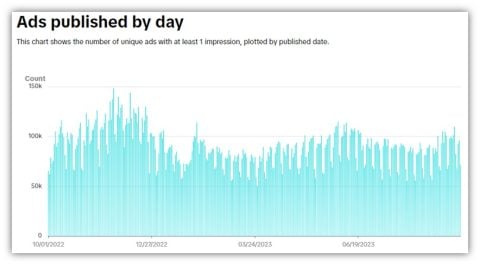 Ads published by day
This chart shows the number of unique ads with at least 1 impression, plotted by published date.
Count
150k
100k
50k
0
10/01/2022 12/27/2022 03/24/2023 06/19/2023